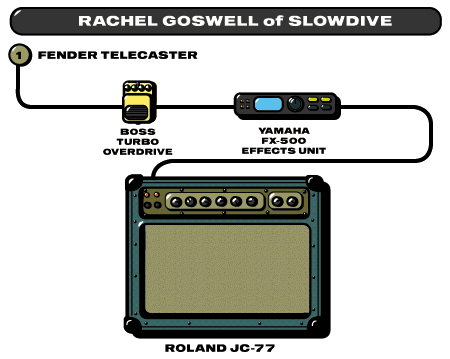 RACHEL GOSWELL of SLOWDIVE
1 FENDER TELECASTER
BOSS
TURBO
OVERDRIVE
YAMAHA
FX-500
EFFECTS UNIT
ROLAND JC-77